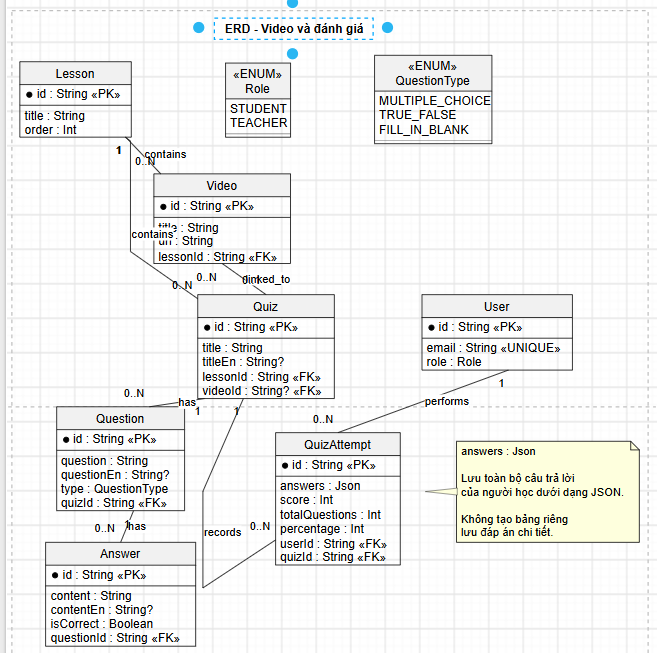 ERD - Video và đánh giá
Lesson
id : String «PK»
title : String
order : Int
«ENUM»
Role
STUDENT
TEACHER
«ENUM»
QuestionType
MULTIPLE_CHOICE
TRUE_FALSE
FILL_IN_BLANK
1
contains
0..N
Video
id : String «PK»
title : String
url : String
lessonId : String «FK»
contains
0..N
0..N
linked_to
Quiz
id : String «PK»
title : String
titleEn : String?
lessonId : String «FK»
videoId : String? «FK»
User
id : String «PK»
email : String «UNIQUE»
role : Role
1
performs
0..N
0..N
has
1
1
Question
id : String «PK»
question : String
questionEn : String?
type : QuestionType
quizId : String «FK»
QuizAttempt
id : String «PK»
answers : Json
score : Int
totalQuestions : Int
percentage : Int
userId : String «FK»
quizId : String «FK»
answers : Json
Lưu toàn bộ câu trả lời
của người học dưới dạng JSON.
Không tạo bảng riêng
lưu đáp án chi tiết.
0..N
1
has
records
0..N
Answer
id : String «PK»
content : String
contentEn : String?
isCorrect : Boolean
questionId : String «FK»